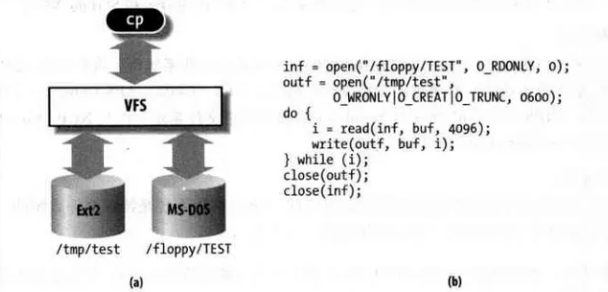 cp
VFS
Ext2
MS-DOS
/tmp/test
/floppy/TEST
(a)
inf = open("/floppy/TEST", O_RDONLY, 0);
outf = open("/tmp/test",
O_WRONLY|O_CREAT|O_TRUNC, 0600);
do {
i = read(inf, buf, 4096);
write(outf, buf, i);
} while (i);
close(outf);
close(inf);
(b)